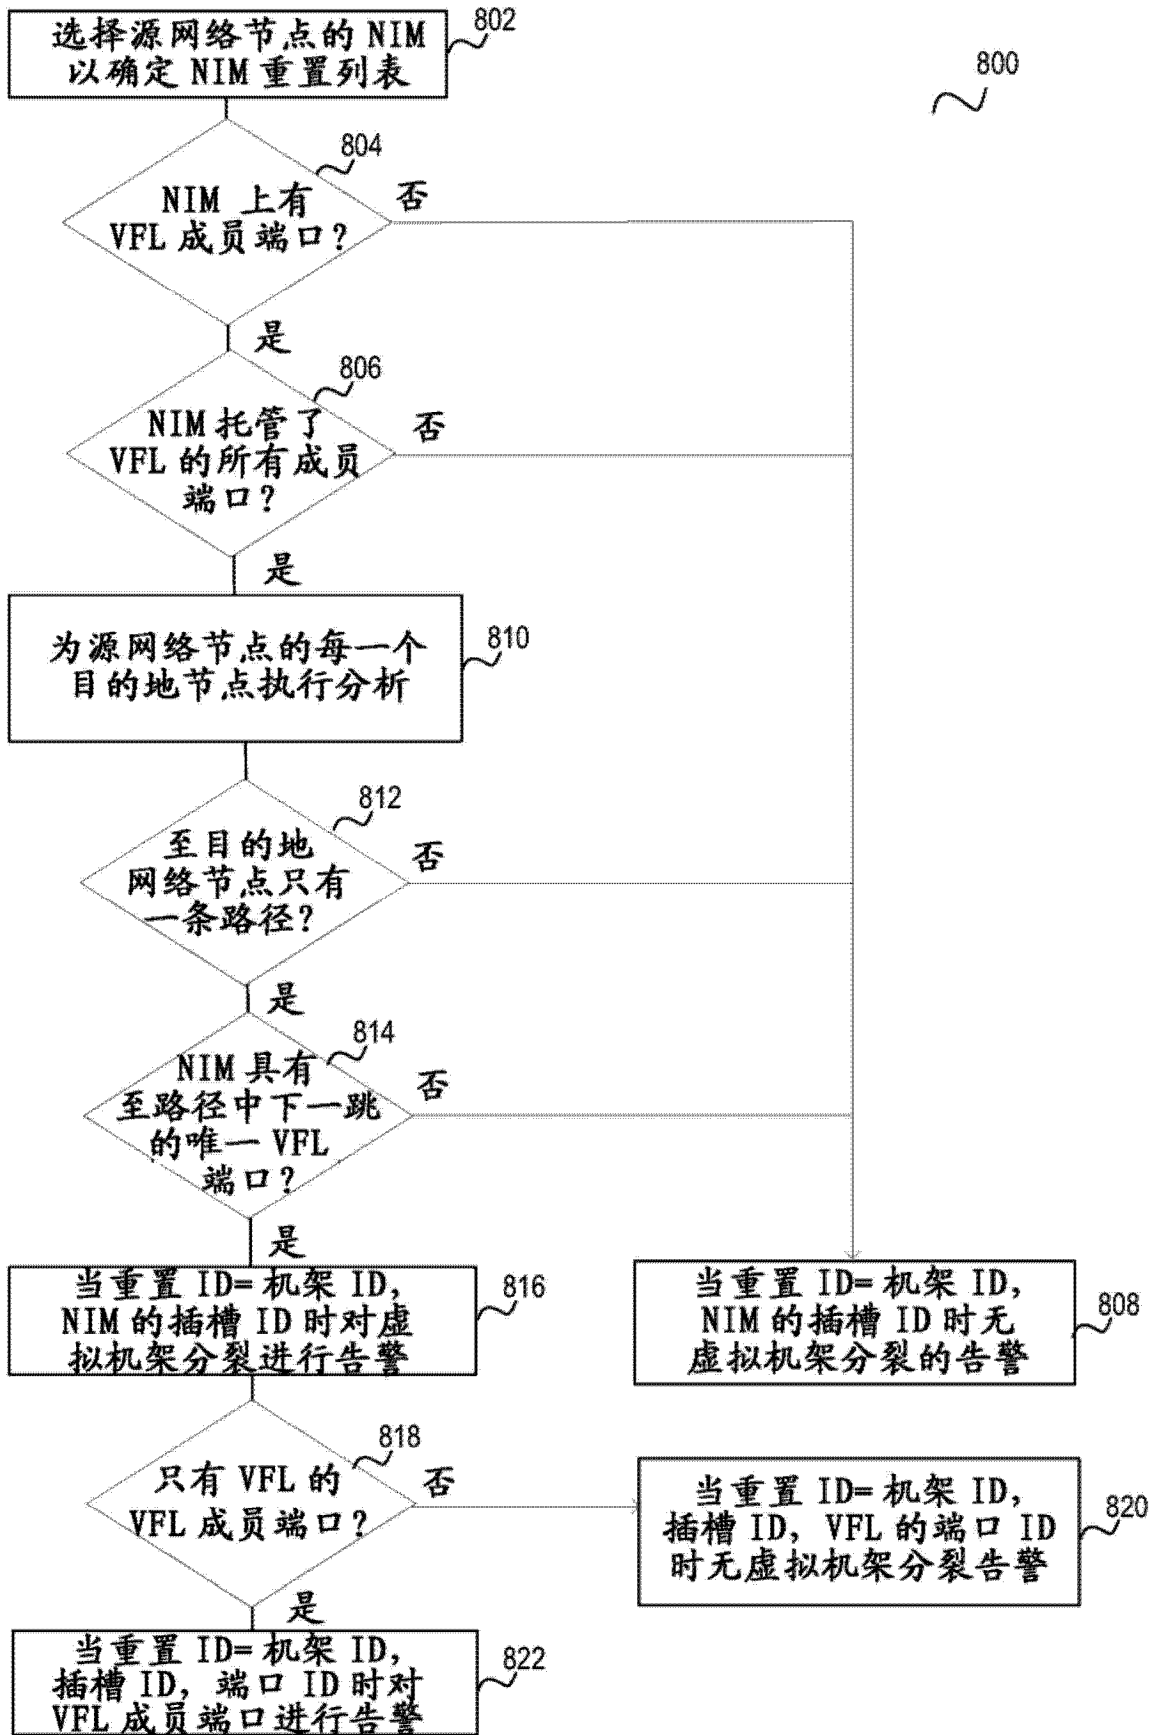 选择源网络节点的 NIM
以确定 NIM 重置列表
802
800
804
NIM 上有
VFL 成员端口?
否
是
806
NIM 托管了
VFL 的所有成员
端口?
否
是
为源网络节点的每一个
目的地节点执行分析
810
812
至目的地
网络节点只有
一条路径?
否
是
814
NIM 具有
至路径中下一跳
的唯一 VFL
端口?
否
是
当重置 ID= 机架 ID,
NIM 的插槽 ID 时对虚
拟机架分裂进行告警
816
当重置 ID= 机架 ID,
NIM 的插槽 ID 时无
虚拟机架分裂的告警
808
818
只有 VFL 的
VFL 成员端口?
否
是
当重置 ID= 机架 ID,
插槽 ID, VFL 的端口 ID
时无虚拟机架分裂告警
820
当重置 ID= 机架 ID,
插槽 ID, 端口 ID 时对
VFL 成员端口进行告警
822